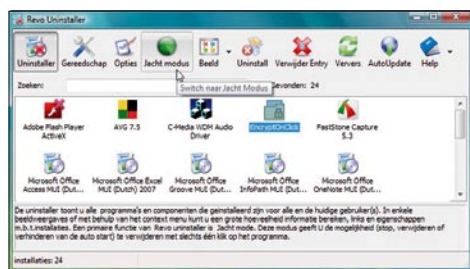 Revo Uninstaller
Uninstaller Gereedschap Opties Jacht modus Beeld Uninstall Verwijder Entry Ververs AutoUpdate Help
Zoeken: Gevonden: 24
Switch naar Jacht Modus
Adobe Flash Player ActiveX
AVG 7.5
C-Media WDM Audio Driver
EncryptOnClick
FastStone Capture 5.3
Microsoft Office Access MUI (Dut...
Microsoft Office Excel MUI (Dutch) 2007
Microsoft Office Groove MUI (Dut...
Microsoft Office InfoPath MUI (Dut...
Microsoft Office OneNote MUI (Dut...
De uninstaller toont u alle programma's en componenten die geinstalleerd zijn voor alle en de huidige gebruiker(s). In enkele
beeldweergaves of met behulp van het context menu kunt u een grote hoeveelheid informatie bereiken, links en eigenschappen
m.b.t.installaties. Een primaire functie van Revo uninstaller is Jacht mode. Deze modus geeft U de mogelijkheid (stop, verwijderen of
verhinderen van de auto start) te verwijderen met slechts één klik op het programma.
installaties: 24